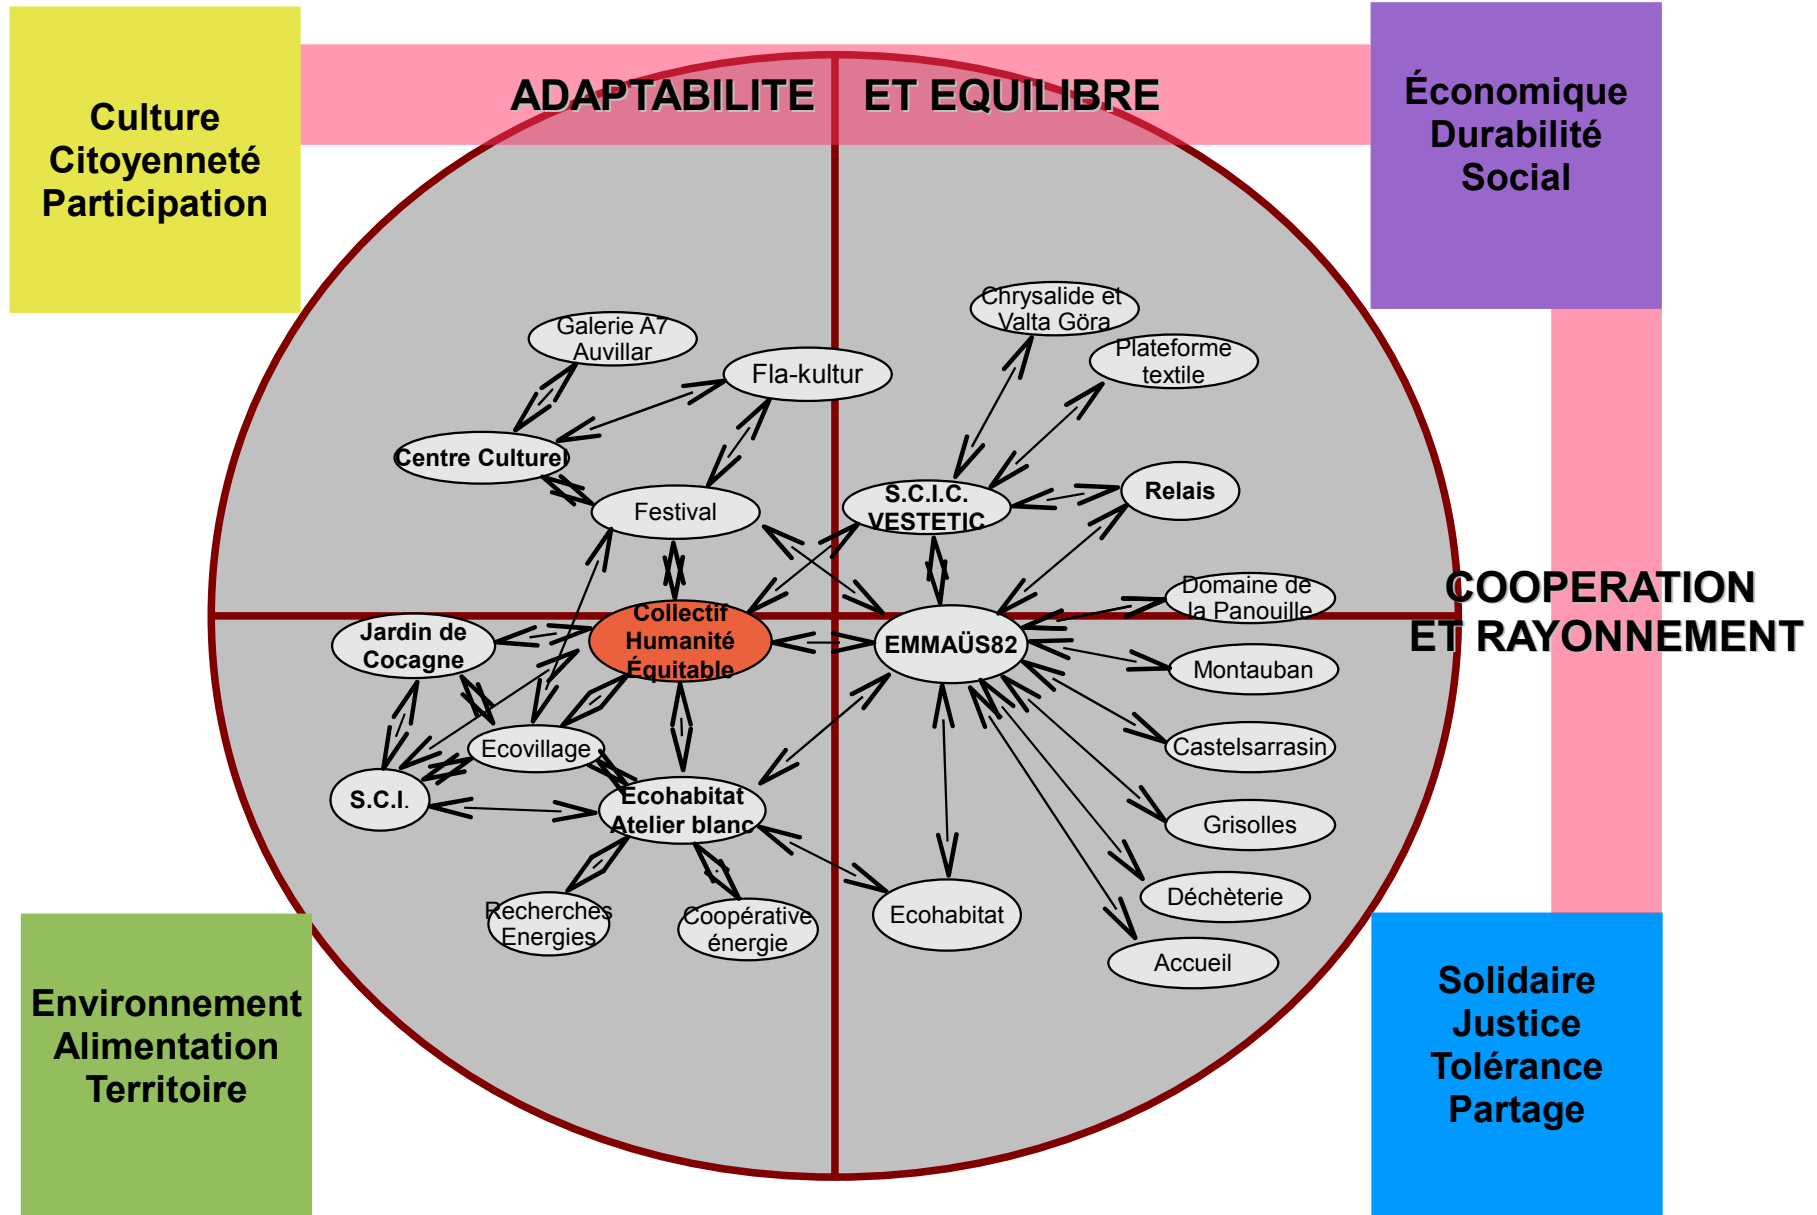 Culture
Citoyenneté
Participation
ADAPTABILITE ET EQUILIBRE
Économique
Durabilité
Social
Galerie A7
Auvillar
Fla-kultur
Chrysalide et
Valta Göra
Plateforme
textile
Centre Culturel
Festival
S.C.I.C.
VESTETIC
Relais
COOPERATION
ET RAYONNEMENT
Jardin de
Cocagne
Collectif
Humanité
Équitable
EMMAÜS82
Domaine de
la Panouille
Montauban
Ecovillage
Castelsarrasin
S.C.I.
Ecohabitat
Atelier blanc
Grisolles
Recherches
Energies
Coopérative
énergie
Ecohabitat
Déchèterie
Accueil
Environnement
Alimentation
Territoire
Solidaire
Justice
Tolérance
Partage